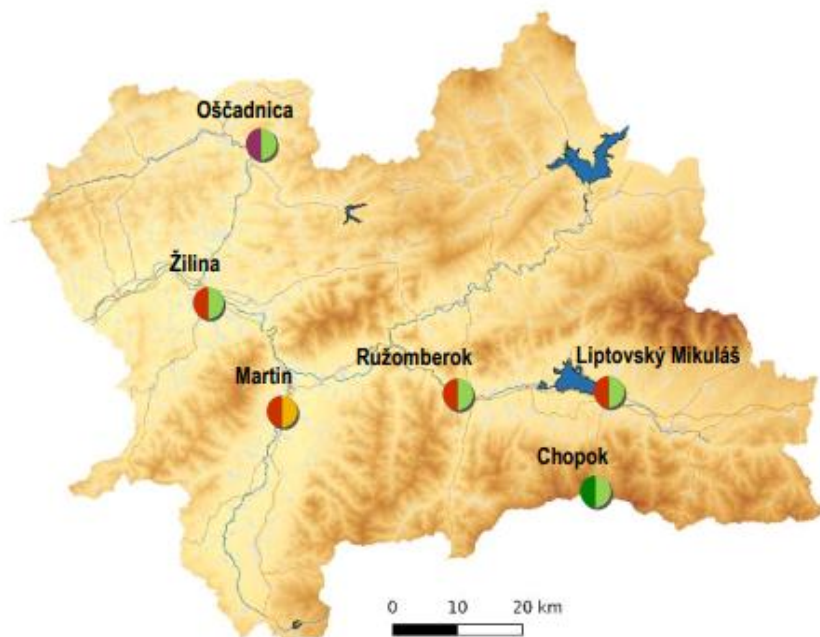 Oščadnica
Žilina
Ružomberok
Liptovský Mikuláš
Martin
Chopok
0 10 20 km